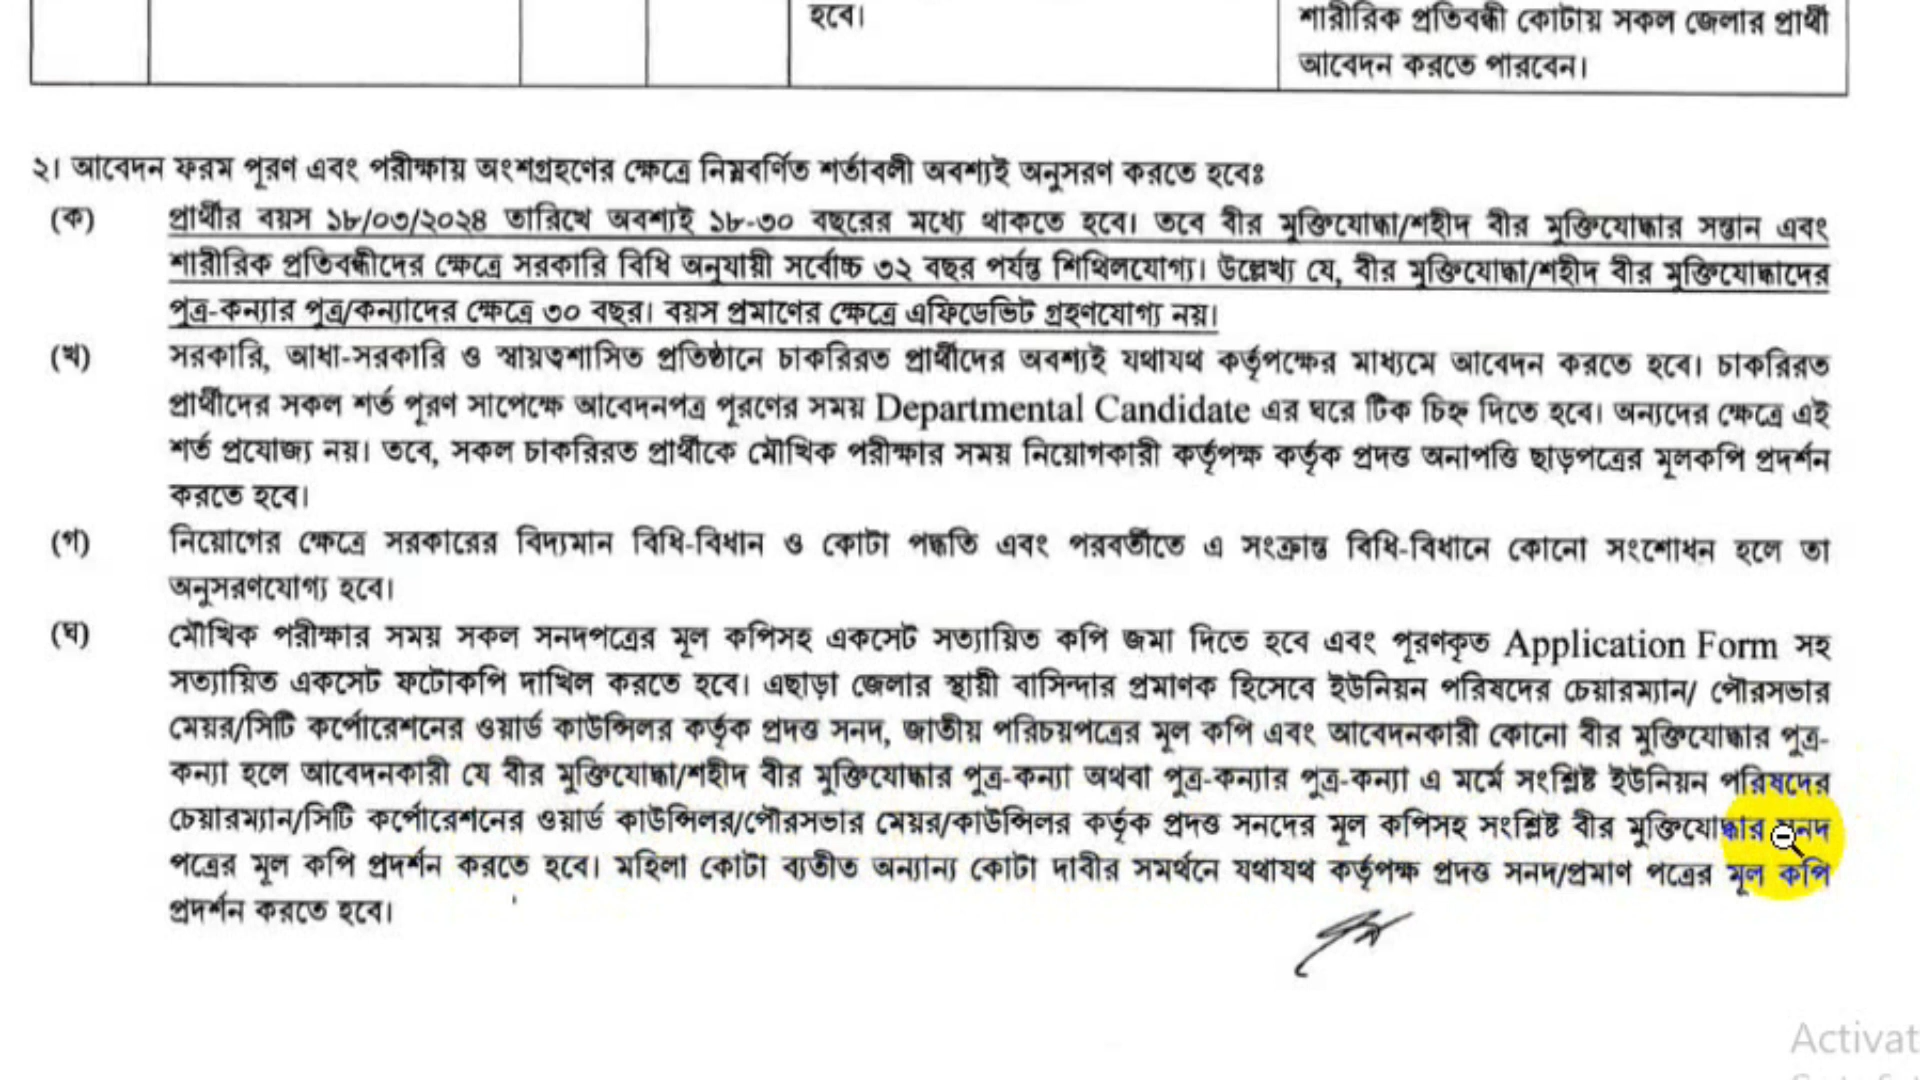 হবে।
শারীরিক প্রতিবন্ধী কোটায় সকল জেলার প্রার্থী
আবেদন করতে পারবেন।
২। আবেদন ফরম পূরণ এবং পরীক্ষায় অংশগ্রহণের ক্ষেত্রে নিম্নবর্ণিত শর্তাবলী অবশ্যই অনুসরণ করতে হবেঃ
(ক) প্রার্থীর বয়স ১৮/০৩/২০২৪ তারিখে অবশ্যই ১৮-৩০ বছরের মধ্যে থাকতে হবে। তবে বীর মুক্তিযোদ্ধা/শহীদ বীর মুক্তিযোদ্ধার সন্তান এবং
শারীরিক প্রতিবন্ধীদের ক্ষেত্রে সরকারি বিধি অনুযায়ী সর্বোচ্চ ৩২ বছর পর্যন্ত শিথিলযোগ্য। উল্লেখ্য যে, বীর মুক্তিযোদ্ধা/শহীদ বীর মুক্তিযোদ্ধাদের
পুত্র-কন্যার পুত্র/কন্যাদের ক্ষেত্রে ৩০ বছর। বয়স প্রমাণের ক্ষেত্রে এফিডেভিট গ্রহণযোগ্য নয়।
(খ) সরকারি, আধা-সরকারি ও স্বায়ত্বশাসিত প্রতিষ্ঠানে চাকরিরত প্রার্থীদের অবশ্যই যথাযথ কর্তৃপক্ষের মাধ্যমে আবেদন করতে হবে। চাকরিরত
প্রার্থীদের সকল শর্ত পূরণ সাপেক্ষে আবেদনপত্র পূরণের সময় Departmental Candidate এর ঘরে টিক চিহ্ন দিতে হবে। অন্যদের ক্ষেত্রে এই
শর্ত প্রযোজ্য নয়। তবে, সকল চাকরিরত প্রার্থীকে মৌখিক পরীক্ষার সময় নিয়োগকারী কর্তৃপক্ষ কর্তৃক প্রদত্ত অনাপত্তি ছাড়পত্রের মূলকপি প্রদর্শন
করতে হবে।
(গ) নিয়োগের ক্ষেত্রে সরকারের বিদ্যমান বিধি-বিধান ও কোটা পদ্ধতি এবং পরবর্তীতে এ সংক্রান্ত বিধি-বিধানে কোনো সংশোধন হলে তা
অনুসরণযোগ্য হবে।
(ঘ) মৌখিক পরীক্ষার সময় সকল সনদপত্রের মূল কপিসহ একসেট সত্যায়িত কপি জমা দিতে হবে এবং পূরণকৃত Application Form সহ
সত্যায়িত একসেট ফটোকপি দাখিল করতে হবে। এছাড়া জেলার স্থায়ী বাসিন্দার প্রমাণক হিসেবে ইউনিয়ন পরিষদের চেয়ারম্যান/ পৌরসভার
মেয়র/সিটি কর্পোরেশনের ওয়ার্ড কাউন্সিলর কর্তৃক প্রদত্ত সনদ, জাতীয় পরিচয়পত্রের মূল কপি এবং আবেদনকারী কোনো বীর মুক্তিযোদ্ধার পুত্র-
কন্যা হলে আবেদনকারী যে বীর মুক্তিযোদ্ধা/শহীদ বীর মুক্তিযোদ্ধার পুত্র-কন্যা অথবা পুত্র-কন্যার পুত্র-কন্যা এ মর্মে সংশ্লিষ্ট ইউনিয়ন পরিষদের
চেয়ারম্যান/সিটি কর্পোরেশনের ওয়ার্ড কাউন্সিলর/পৌরসভার মেয়র/কাউন্সিলর কর্তৃক প্রদত্ত সনদের মূল কপিসহ সংশ্লিষ্ট বীর মুক্তিযোদ্ধার সনদ
পত্রের মূল কপি প্রদর্শন করতে হবে। মহিলা কোটা ব্যতীত অন্যান্য কোটা দাবীর সমর্থনে যথাযথ কর্তৃপক্ষ প্রদত্ত সনদ/প্রমাণ পত্রের মূল কপি
প্রদর্শন করতে হবে।
Activat